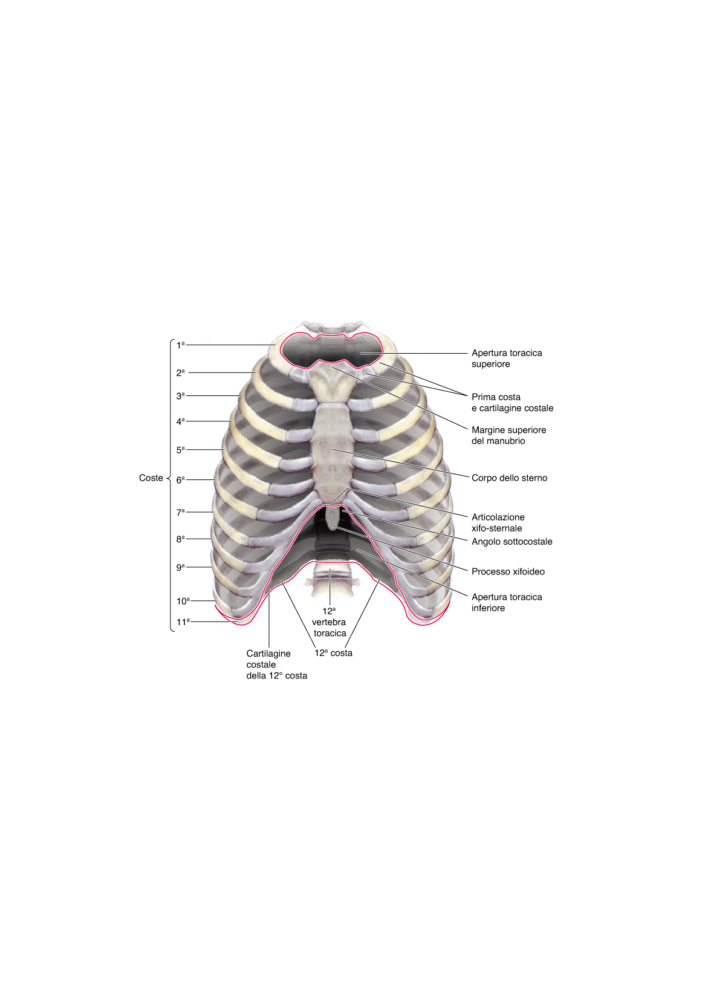 Coste
1ª
2ª
3ª
4ª
5ª
6ª
7ª
8ª
9ª
10ª
11ª
Apertura toracica
superiore
Prima costa
e cartilagine costale
Margine superiore
del manubrio
Corpo dello sterno
Articolazione
xifo-sternale
Angolo sottocostale
Processo xifoideo
Apertura toracica
inferiore
12ª
vertebra
toracica
12ª costa
Cartilagine
costale
della 12° costa